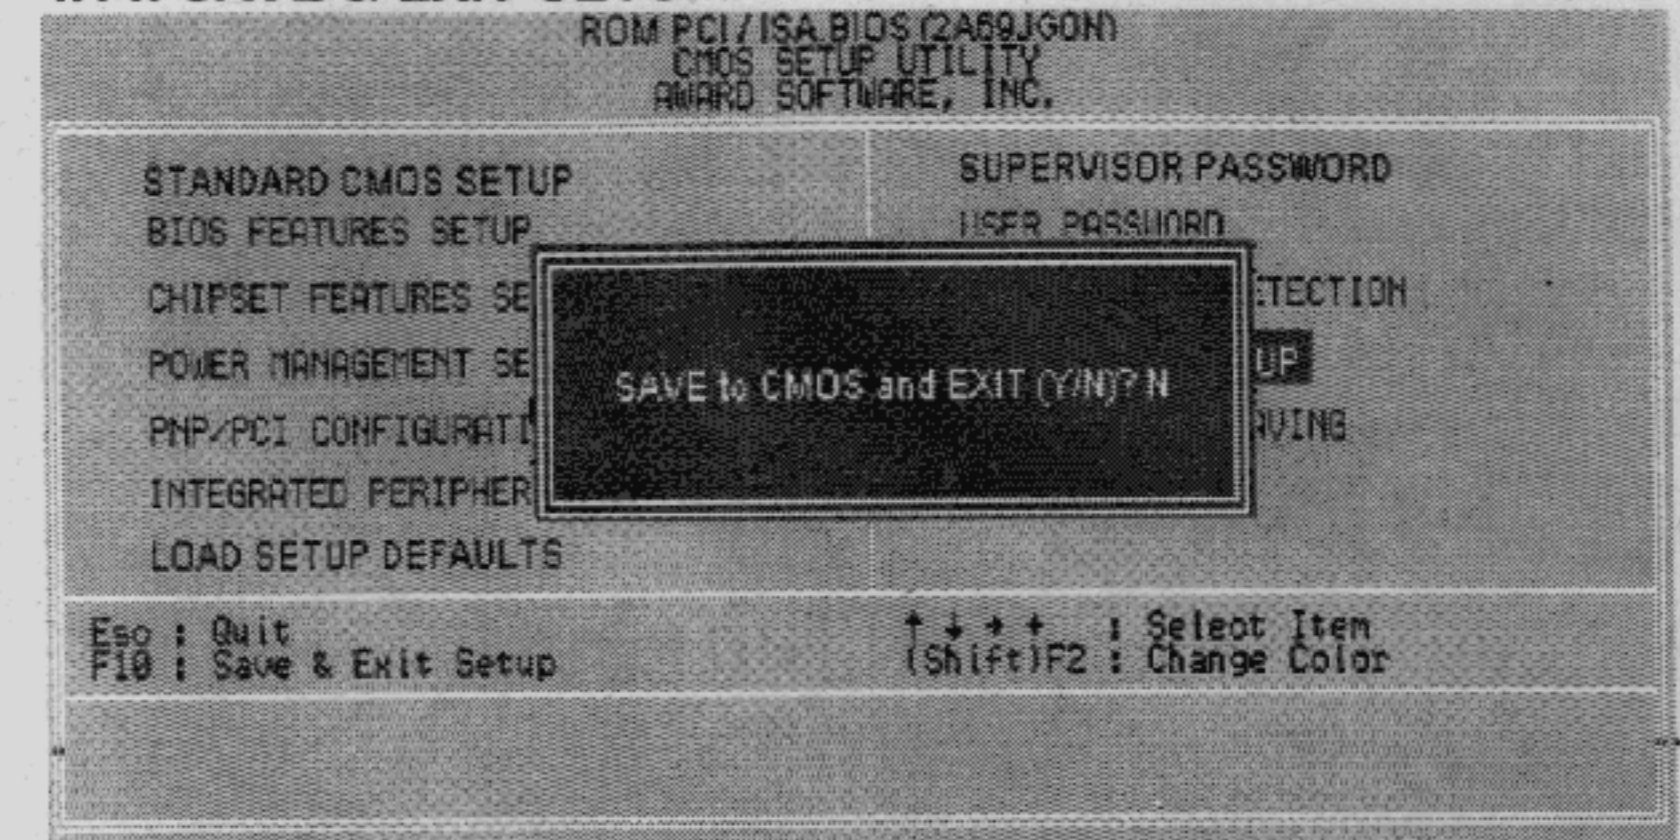 ROM PCI / ISA BIOS (2A69JGON)
CMOS SETUP UTILITY
AWARD SOFTWARE, INC.
STANDARD CMOS SETUP
SUPERVISOR PASSWORD
BIOS FEATURES SETUP
USER PASSWORD
CHIPSET FEATURES SE
ETECTION
POWER MANAGEMENT SE
UP
SAVE to CMOS and EXIT (Y/N)? N
PNP/PCI CONFIGURATI
AVING
INTEGRATED PERIPHER
LOAD SETUP DEFAULTS
Esc : Quit
↑ ↓ → ← : Select Item
F10 : Save & Exit Setup
(Shift)F2 : Change Color